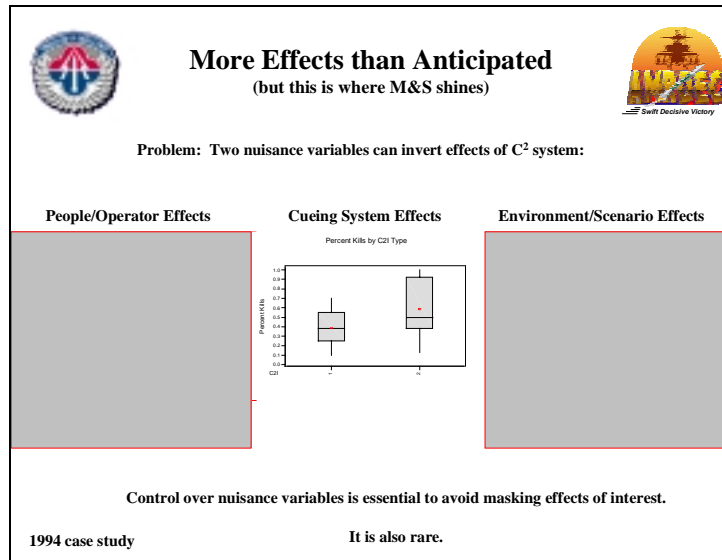 More Effects than Anticipated
(but this is where M&S shines)
AMRDEC
Swift Decisive Victory
Problem: Two nuisance variables can invert effects of C² system:
People/Operator Effects
Cueing System Effects
Environment/Scenario Effects
Percent Kills by C2I Type
Percent Kills
1.0
0.9
0.8
0.7
0.6
0.5
0.4
0.3
0.2
0.1
0.0
C2I
1
2
Control over nuisance variables is essential to avoid masking effects of interest.
It is also rare.
1994 case study